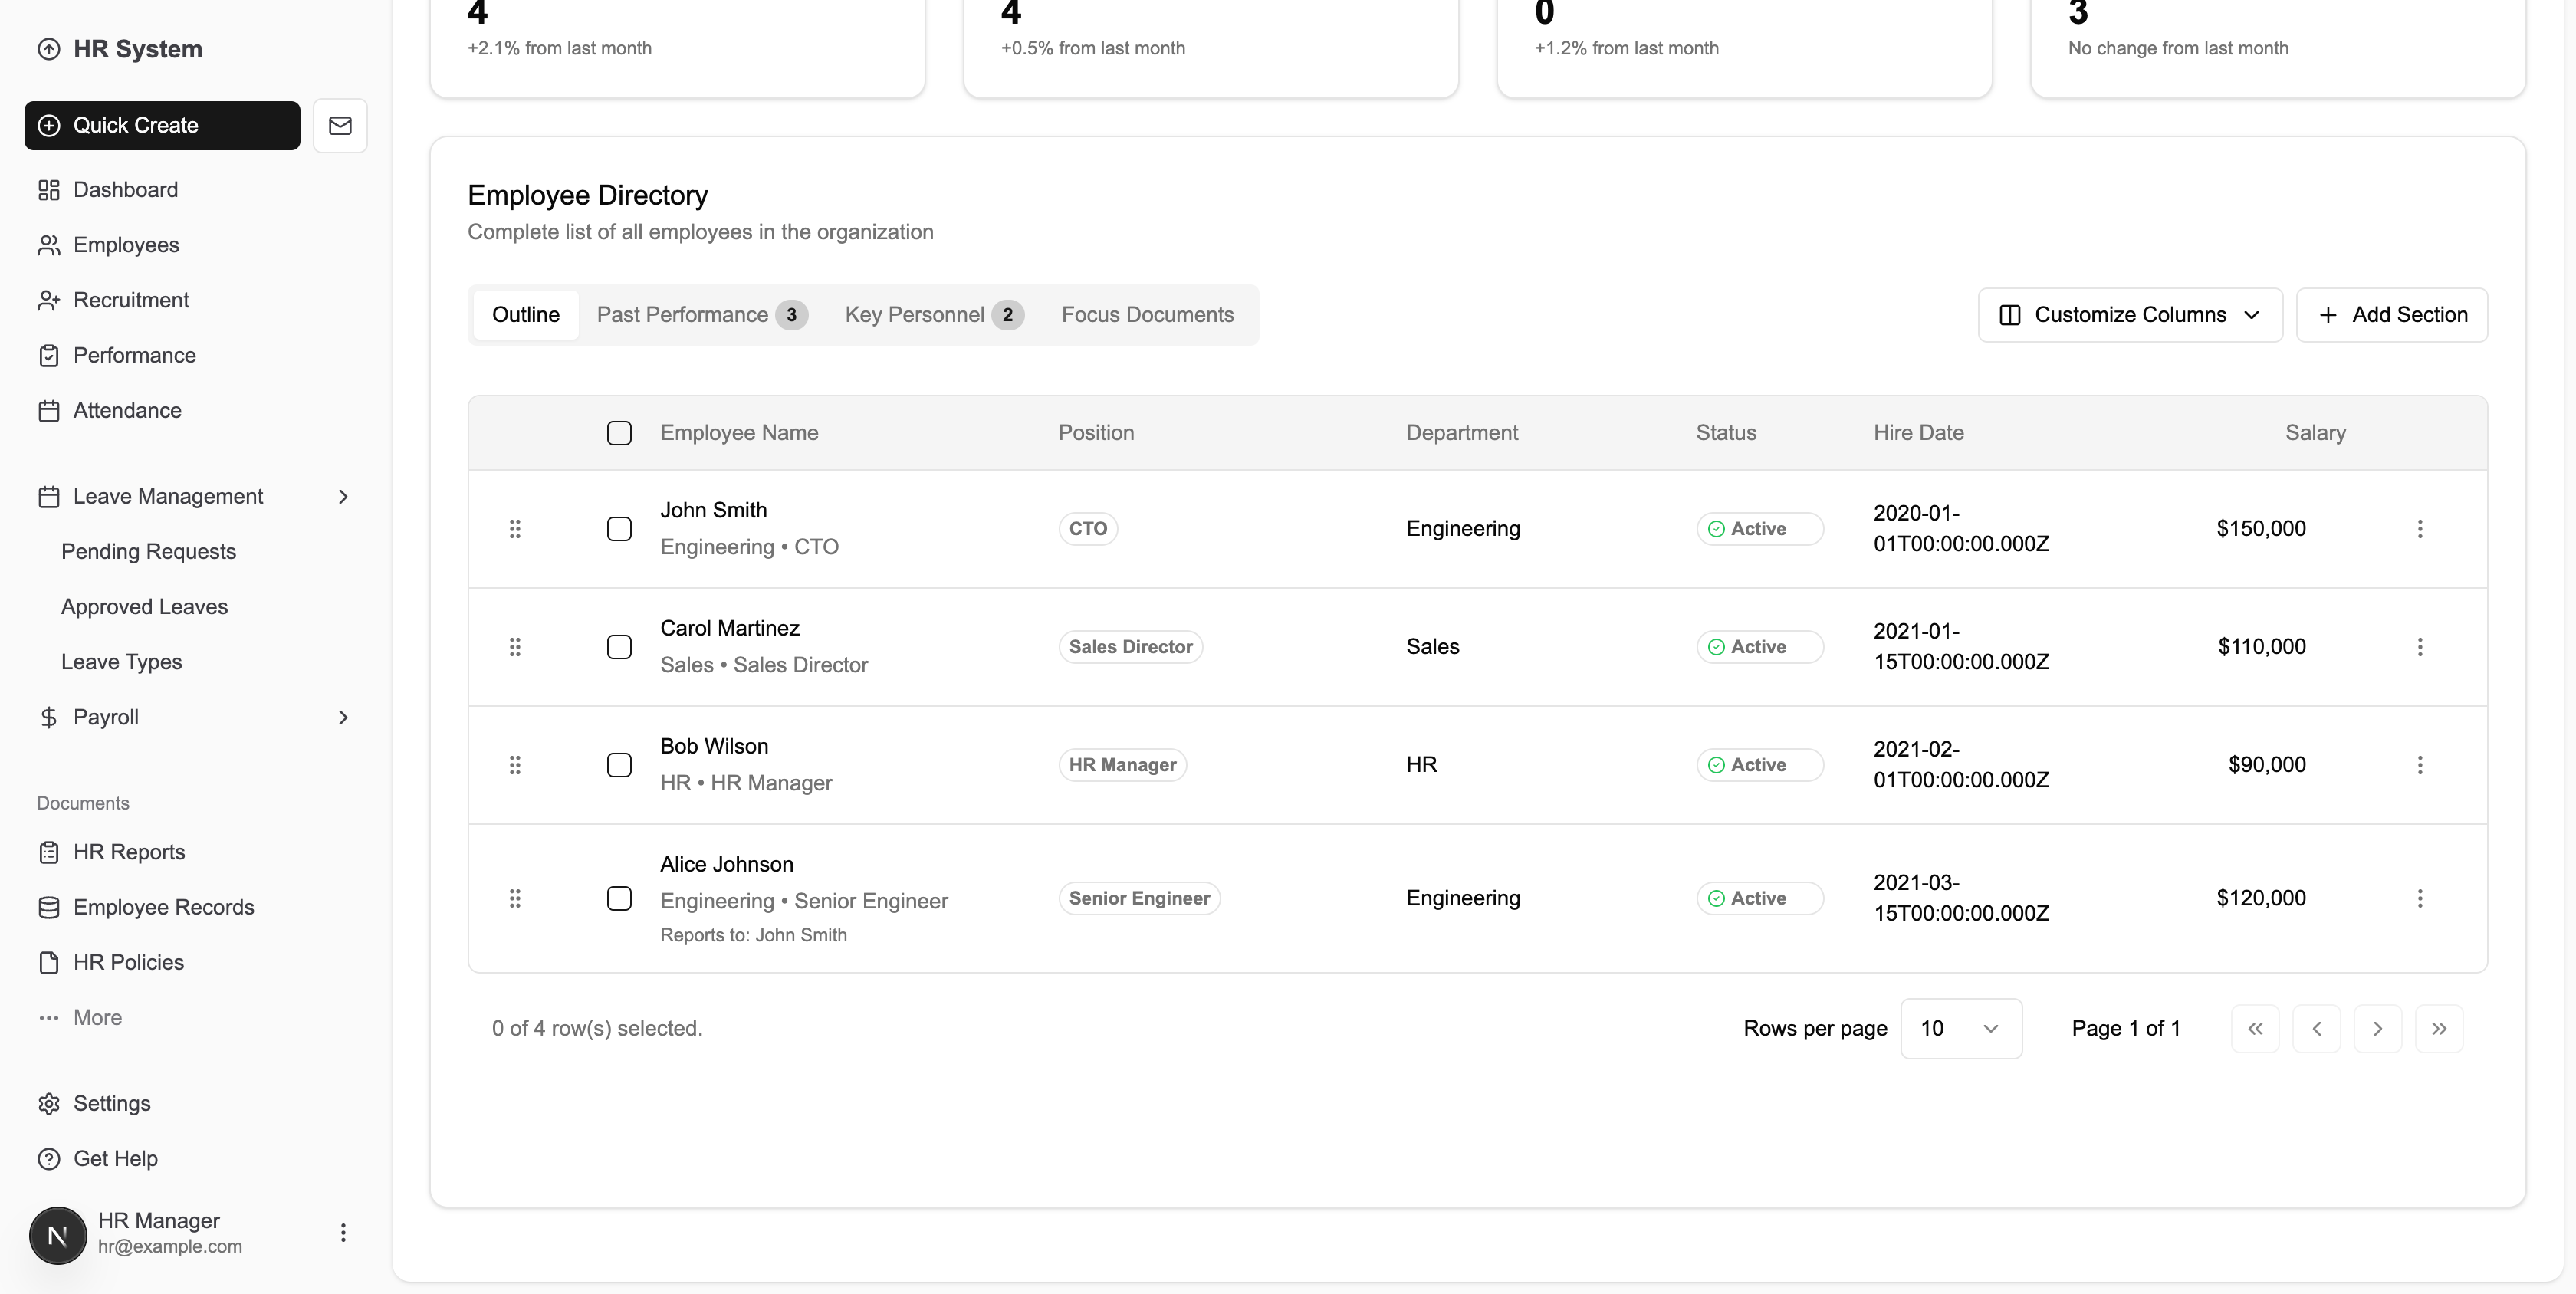 HR System
Quick Create
Dashboard
Employees
Recruitment
Performance
Attendance
Leave Management
Pending Requests
Approved Leaves
Leave Types
Payroll
Documents
HR Reports
Employee Records
HR Policies
More
Settings
Get Help
N
HR Manager
hr@example.com
4
+2.1% from last month
4
+0.5% from last month
0
+1.2% from last month
3
No change from last month
Employee Directory
Complete list of all employees in the organization
Outline Past Performance 3 Key Personnel 2 Focus Documents
Customize Columns Add Section
Employee Name Position Department Status Hire Date Salary
John Smith
Engineering • CTO
CTO
Engineering
Active
2020-01-
01T00:00:00.000Z
$150,000
Carol Martinez
Sales • Sales Director
Sales Director
Sales
Active
2021-01-
15T00:00:00.000Z
$110,000
Bob Wilson
HR • HR Manager
HR Manager
HR
Active
2021-02-
01T00:00:00.000Z
$90,000
Alice Johnson
Engineering • Senior Engineer
Reports to: John Smith
Senior Engineer
Engineering
Active
2021-03-
15T00:00:00.000Z
$120,000
0 of 4 row(s) selected.
Rows per page 10 Page 1 of 1